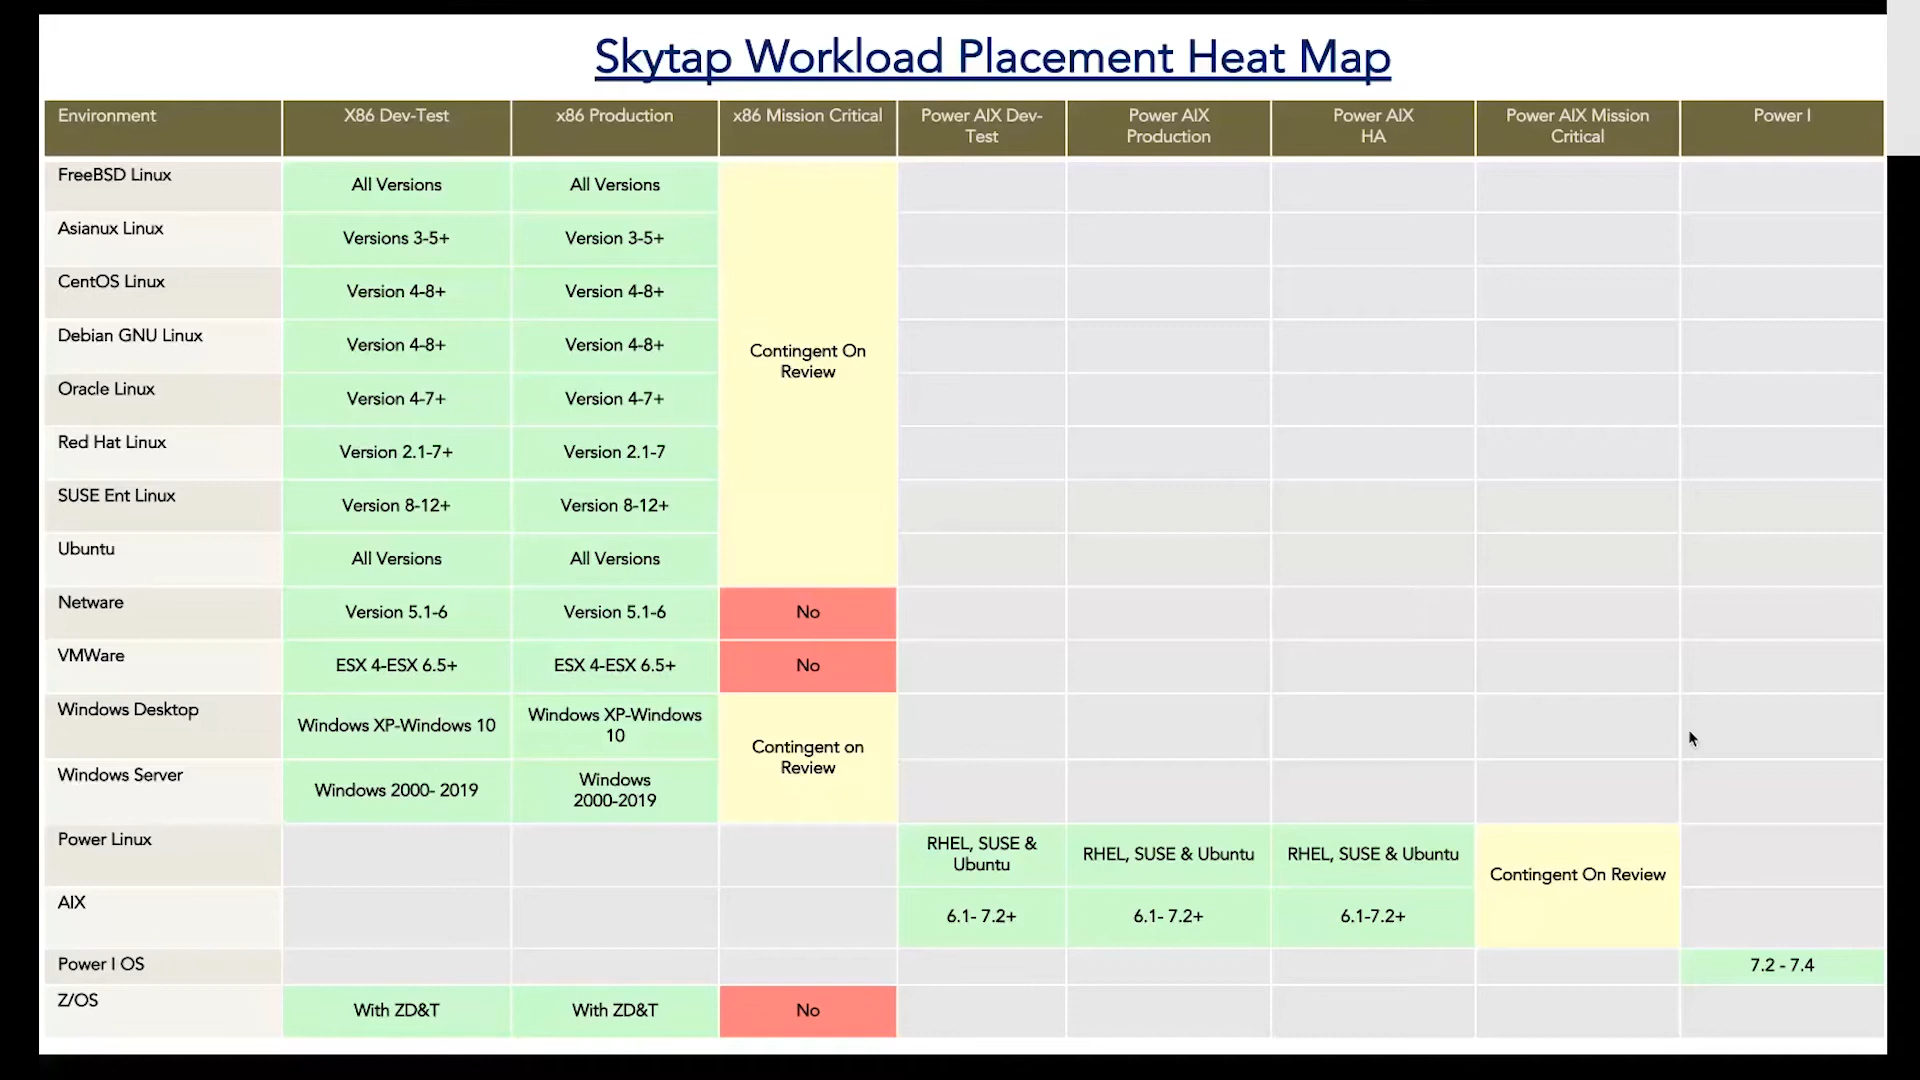 Skytap Workload Placement Heat Map
Environment
X86 Dev-Test
x86 Production
x86 Mission Critical
Power AIX Dev-
Test
Power AIX
Production
Power AIX
HA
Power AIX Mission
Critical
Power I
FreeBSD Linux
All Versions
All Versions
Contingent On
Review
Asianux Linux
Versions 3-5+
Version 3-5+
CentOS Linux
Version 4-8+
Version 4-8+
Debian GNU Linux
Version 4-8+
Version 4-8+
Oracle Linux
Version 4-7+
Version 4-7+
Red Hat Linux
Version 2.1-7+
Version 2.1-7
SUSE Ent Linux
Version 8-12+
Version 8-12+
Ubuntu
All Versions
All Versions
Netware
Version 5.1-6
Version 5.1-6
No
VMWare
ESX 4-ESX 6.5+
ESX 4-ESX 6.5+
No
Windows Desktop
Windows XP-Windows 10
Windows XP-Windows
10
Contingent on
Review
Windows Server
Windows 2000- 2019
Windows
2000-2019
Power Linux
RHEL, SUSE &
Ubuntu
RHEL, SUSE & Ubuntu
RHEL, SUSE & Ubuntu
Contingent On Review
AIX
6.1- 7.2+
6.1- 7.2+
6.1-7.2+
Power I OS
7.2 - 7.4
Z/OS
With ZD&T
With ZD&T
No